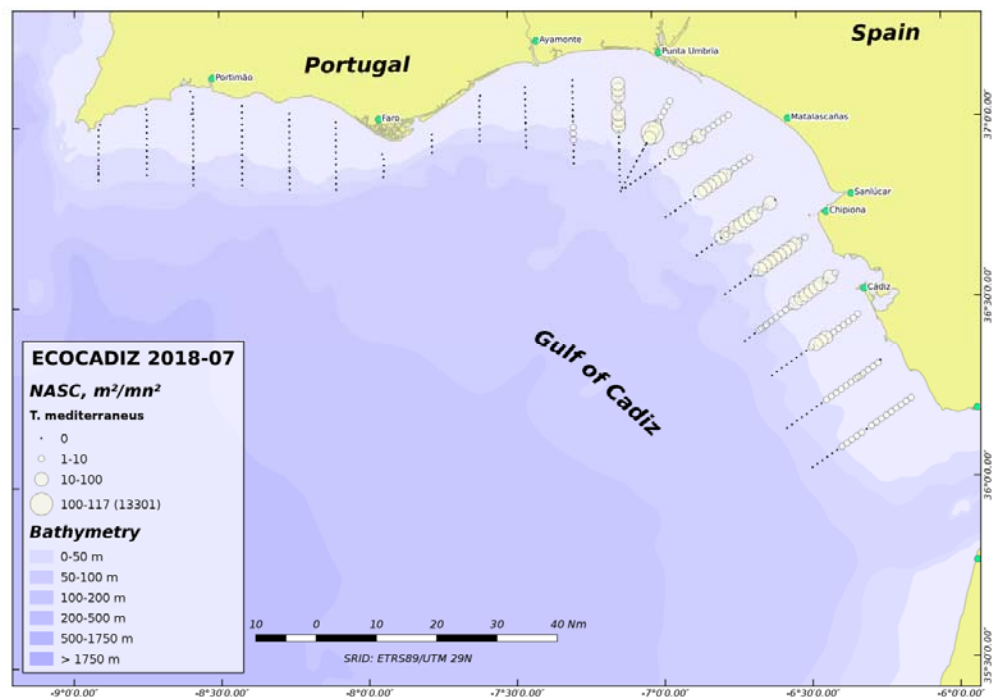 Spain
Ayamonte
Punta Umbria
Portugal
Portimão
Faro
Matalascañas
Sanlúcar
Chipiona
Cádiz
Gulf of Cadiz
37°0'0.00"
36°30'0.00"
36°0'0.00"
35°30'0.00"
ECOCADIZ 2018-07
NASC, m²/mn²
T. mediterraneus
0
1-10
10-100
100-117 (13301)
Bathymetry
0-50 m
50-100 m
100-200 m
200-500 m
500-1750 m
> 1750 m
10 0 10 20 30 40 Nm
SRID: ETRS89/UTM 29N
-9°0'0.00" -8°30'0.00" -8°0'0.00" -7°30'0.00" -7°0'0.00" -6°30'0.00" -6°0'0.00"